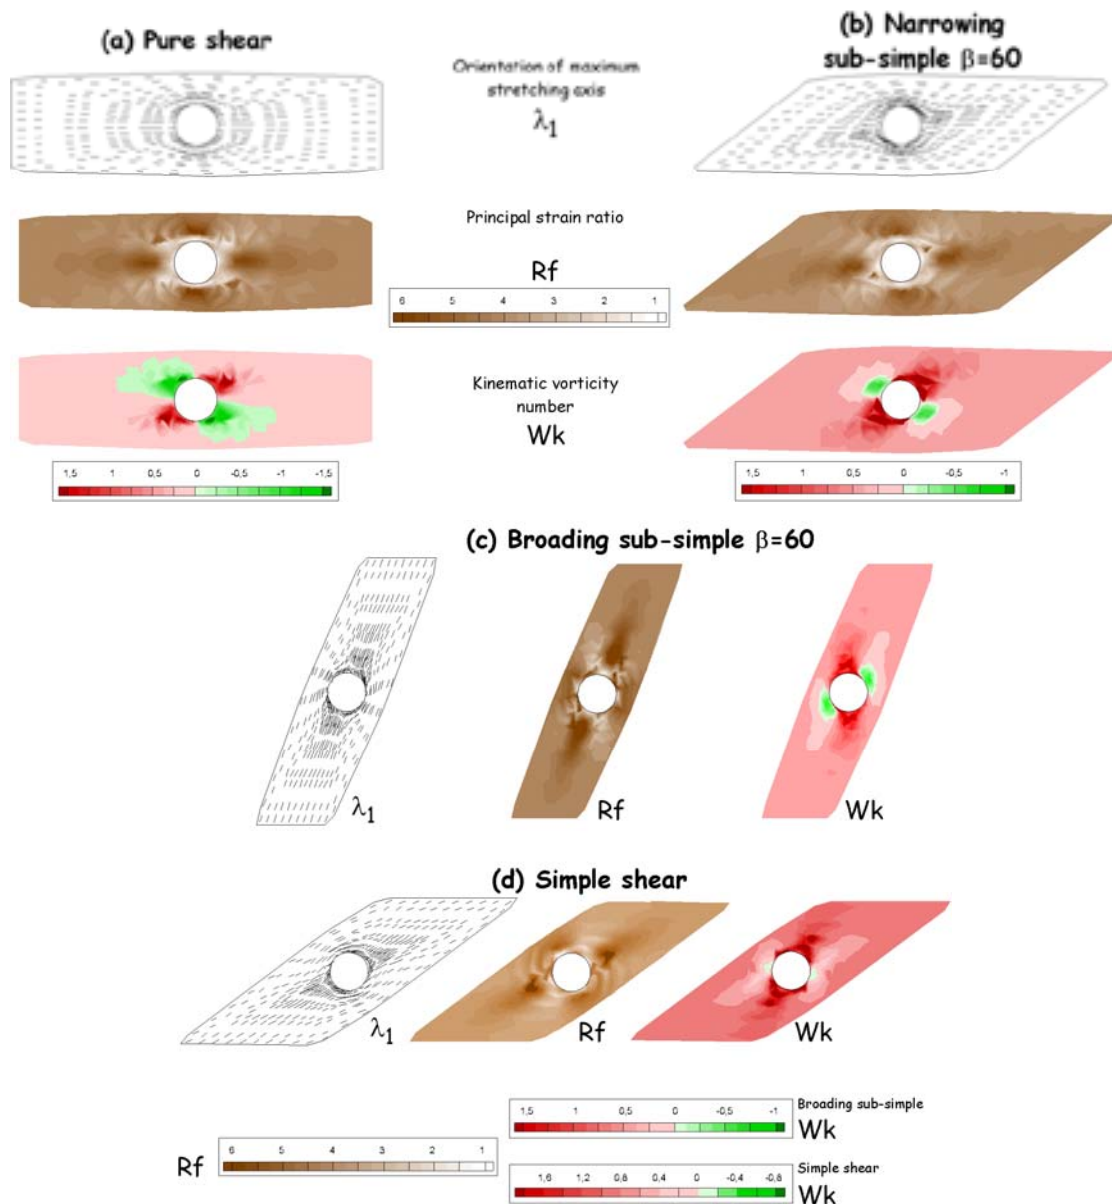 (a) Pure shear
(b) Narrowing
sub-simple β=60
Orientation of maximum
stretching axis
λ1
Principal strain ratio
Rf
6 5 4 3 2 1
Kinematic vorticity
number
Wk
1,5 1 0,5 0 -0,5 -1 -1,5
1,5 1 0,5 0 -0,5 -1
(c) Broading sub-simple β=60
λ1
Rf
Wk
(d) Simple shear
λ1
Rf
Wk
Rf
6 5 4 3 2 1
1,5 1 0,5 0 -0,5 -1
Broading sub-simple
Wk
1,6 1,2 0,8 0,4 0 -0,4 -0,8
Simple shear
Wk